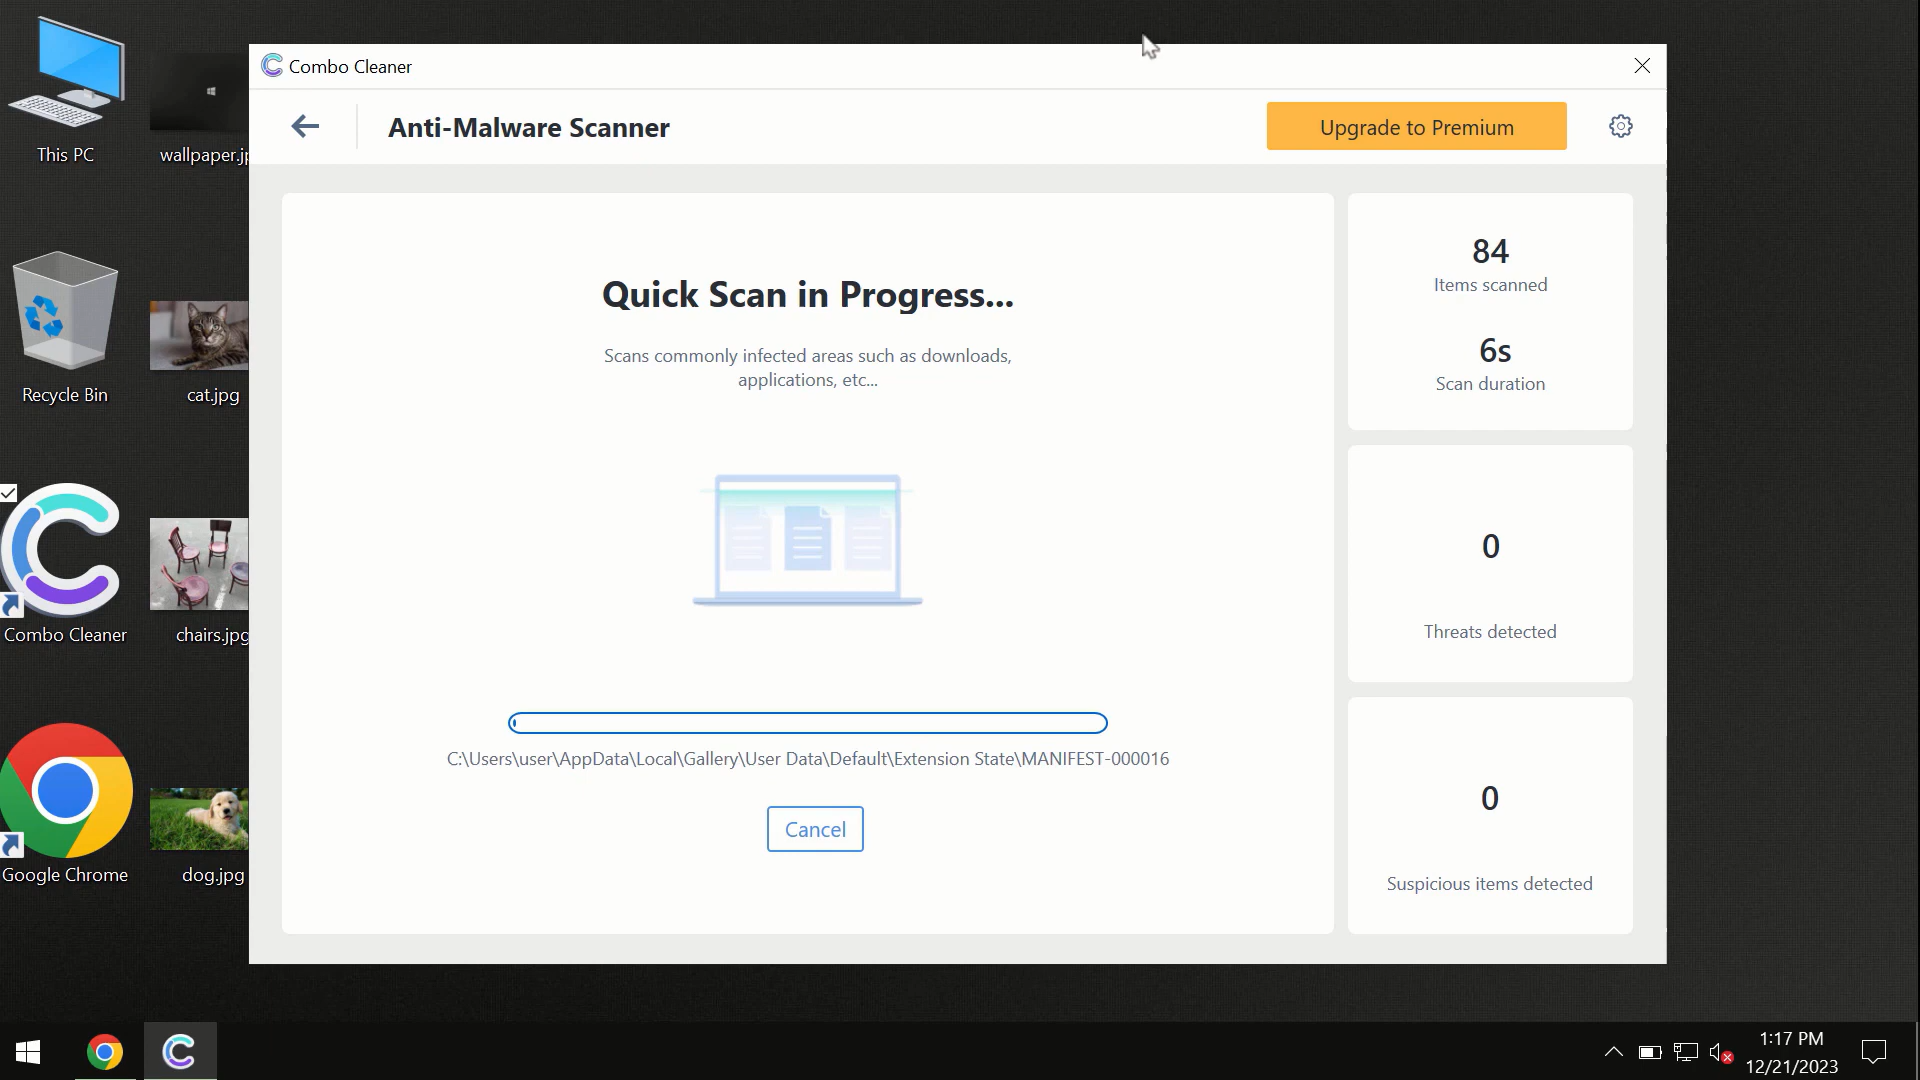 This PC
wallpaper.jp
Recycle Bin
cat.jpg
Combo Cleaner
chairs.jpg
Google Chrome
dog.jpg
Combo Cleaner
Anti-Malware Scanner
Upgrade to Premium
Quick Scan in Progress...
Scans commonly infected areas such as downloads,
applications, etc...
C:\Users\user\AppData\Local\Gallery\User Data\Default\Extension State\MANIFEST-000016
Cancel
84
Items scanned
6s
Scan duration
0
Threats detected
0
Suspicious items detected
1:17 PM
12/21/2023